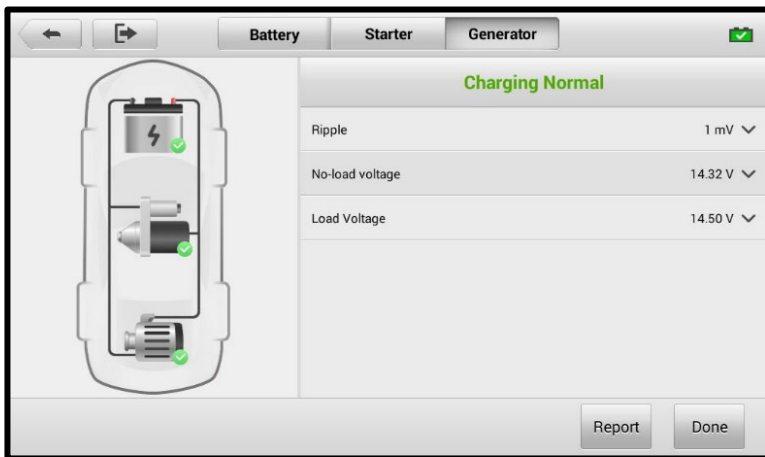 Battery Starter Generator
Charging Normal
Ripple 1 mV
No-load voltage 14.32 V
Load Voltage 14.50 V
Report Done